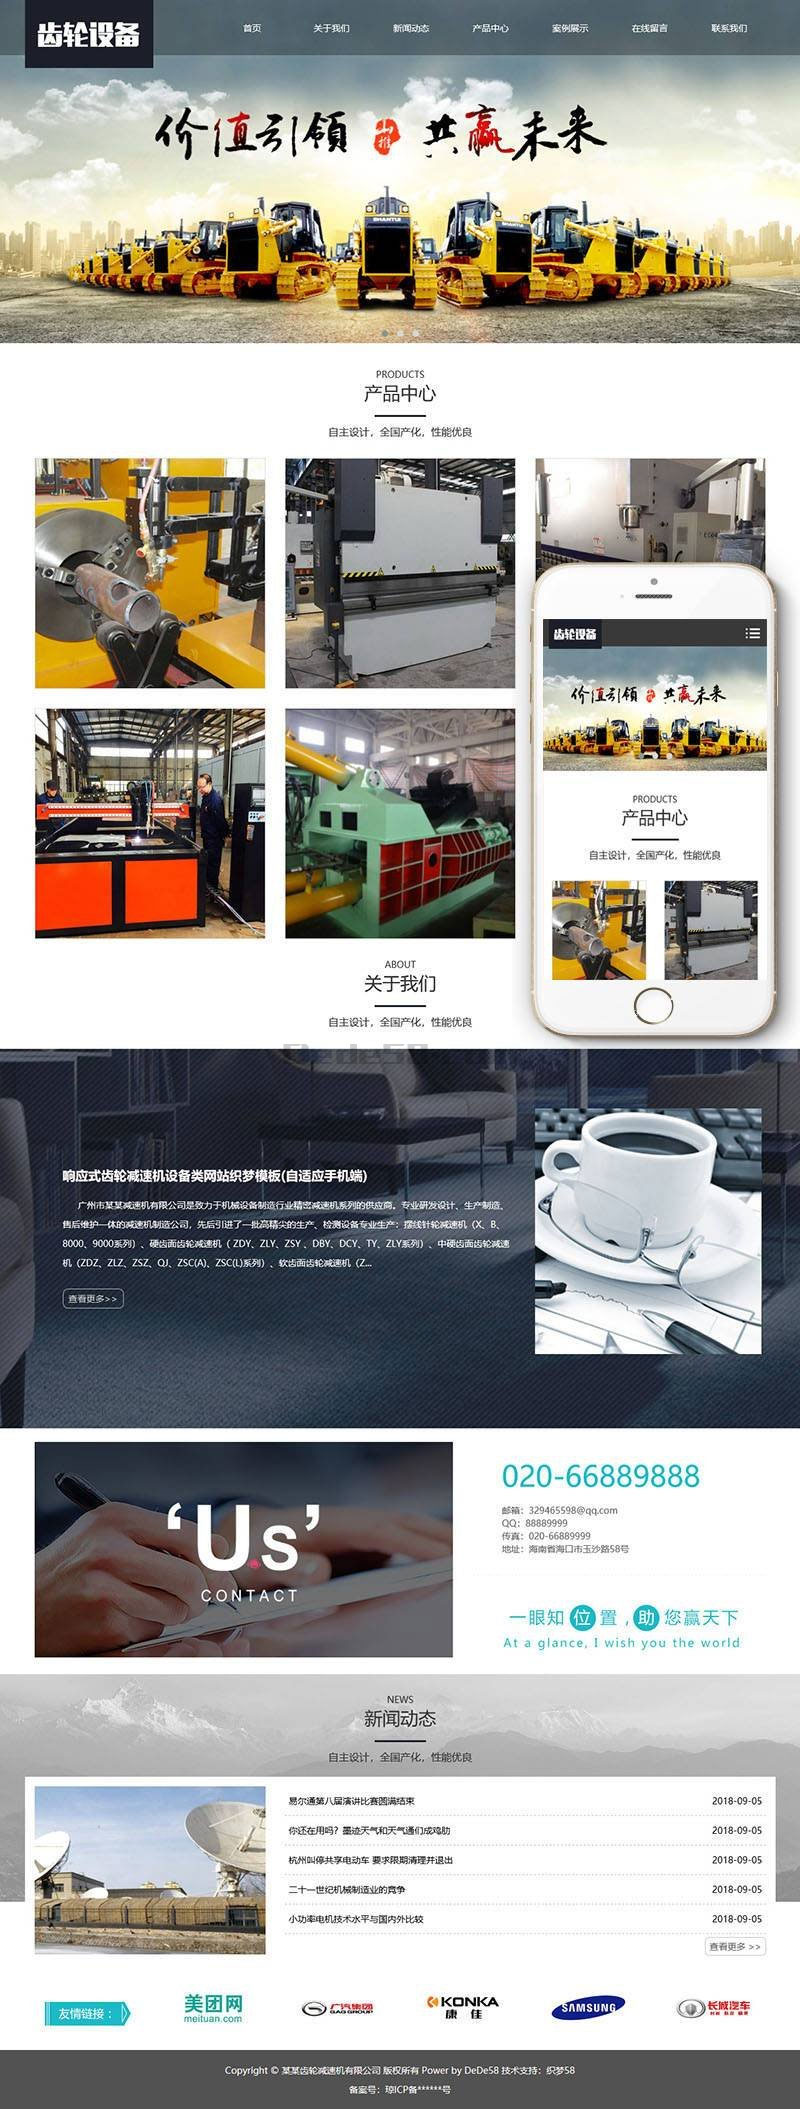 齿轮设备
首页 关于我们 新闻动态 产品中心 案例展示 在线留言 联系我们
价值引领 山推 共赢未来
SHANTUI
PRODUCTS
产品中心
自主设计，全国产化，性能优良
齿轮设备
价值引领 共赢未来
PRODUCTS
产品中心
自主设计，全国产化，性能优良
ABOUT
关于我们
自主设计，全国产化，性能优良
响应式齿轮减速机设备类网站织梦模板(自适应手机端)
广州市某某减速机有限公司是致力于机械设备制造行业精密减速机系列的供应商。专业研发设计、生产制造、
售后维护一体的减速机制造公司，先后引进了一批高精尖的生产、检测设备专业生产：摆线针轮减速机（X、B、
8000、9000系列）、硬齿面齿轮减速机（ ZDY、ZLY、ZSY 、DBY、DCY、TY、ZLY系列）、中硬齿面齿轮减速
机（ZDZ、ZLZ、ZSZ、QJ、ZSC(A)、ZSC(L)系列）、软齿面齿轮减速机（Z...
查看更多>>
‘Us’
CONTACT
020-66889888
邮箱：329465598@qq.com
QQ：88889999
传真：020-66889999
地址：海南省海口市玉沙路58号
一眼知位置，助您赢天下
At a glance, I wish you the world
NEWS
新闻动态
自主设计，全国产化，性能优良
易尔通第八届演讲比赛圆满结束 2018-09-05
你还在用吗？墨迹天气和天气通们成鸡肋 2018-09-05
杭州叫停共享电动车 要求限期清理并退出 2018-09-05
二十一世纪机械制造业的竞争 2018-09-05
小功率电机技术水平与国内外比较 2018-09-05
查看更多 >>
友情链接：
美团网
meituan.com
广汽集团
GAC GROUP
KONKA
康佳
SAMSUNG
长城汽车
Copyright © 某某齿轮减速机有限公司 版权所有 Power by DeDe58 技术支持：织梦58
备案号：琼ICP备******号